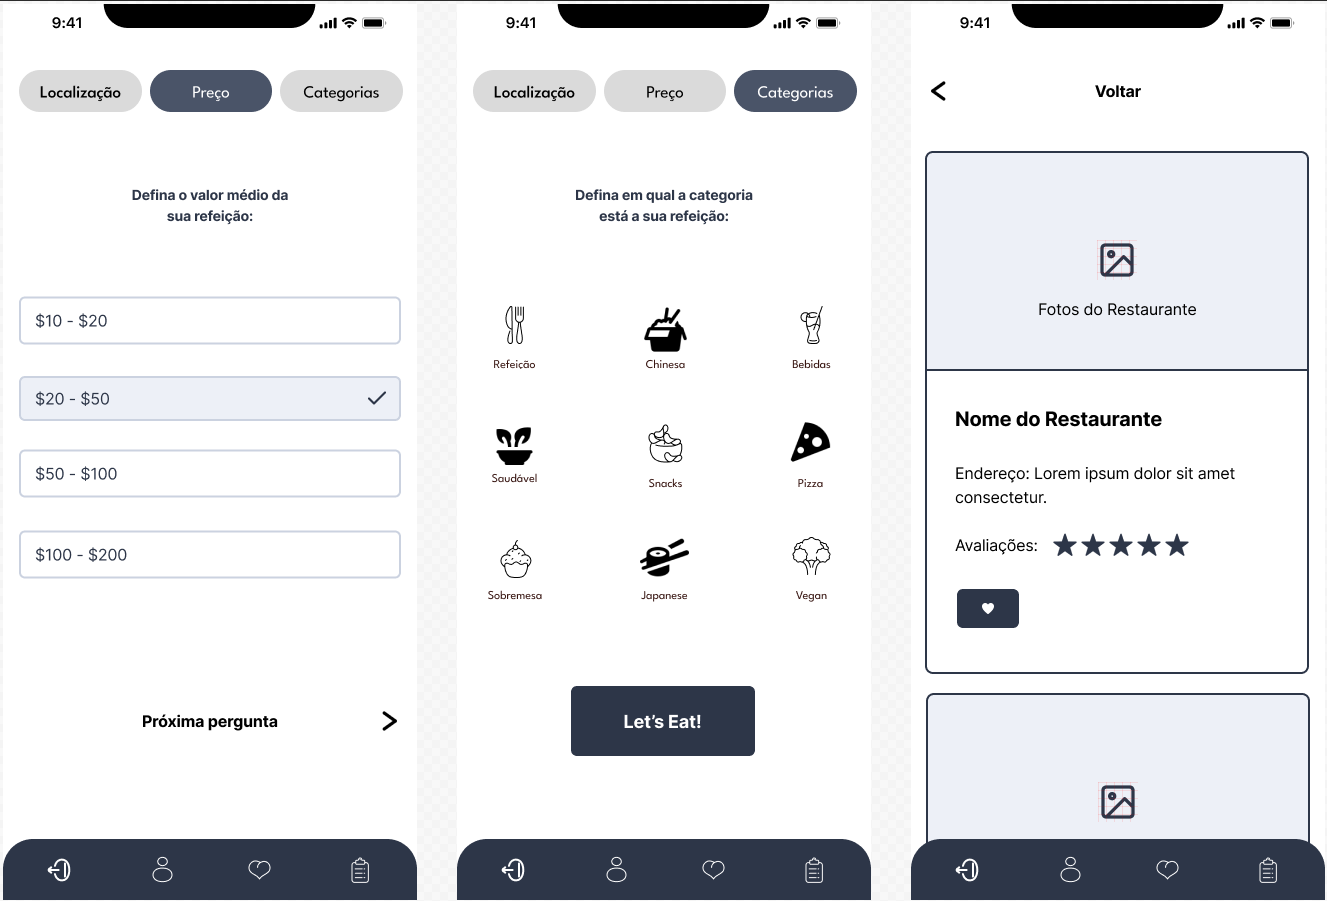 9:41
Localização
Preço
Categorias
Defina o valor médio da
sua refeição:
$10 - $20
$20 - $50
$50 - $100
$100 - $200
Próxima pergunta
9:41
Localização
Preço
Categorias
Defina em qual a categoria
está a sua refeição:
Refeição
Chinesa
Bebidas
Saudável
Snacks
Pizza
Sobremesa
Japanese
Vegan
Let's Eat!
9:41
Voltar
Fotos do Restaurante
Nome do Restaurante
Endereço: Lorem ipsum dolor sit amet
consectetur.
Avaliações: